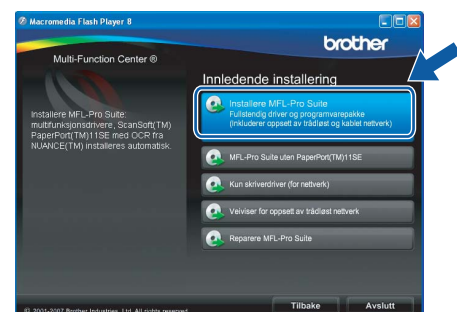 Macromedia Flash Player 8
brother
Multi-Function Center ®
Innledende installering
Installere MFL-Pro Suite
Fullstendig driver og programvarepakke
(inkluderer oppsett av trådløst og kablet nettverk)
Installere MFL-Pro Suite:
multifunksjonsdrivere, ScanSoft(TM)
PaperPort(TM)11SE med OCR fra
NUANCE(TM) installeres automatisk.
MFL-Pro Suite uten PaperPort(TM)11SE
Kun skriverdriver (for nettverk)
Veiviser for oppsett av trådløst nettverk
Reparere MFL-Pro Suite
© 2001-2007 Brother Industries, Ltd. All rights reserved.
Tilbake
Avslutt